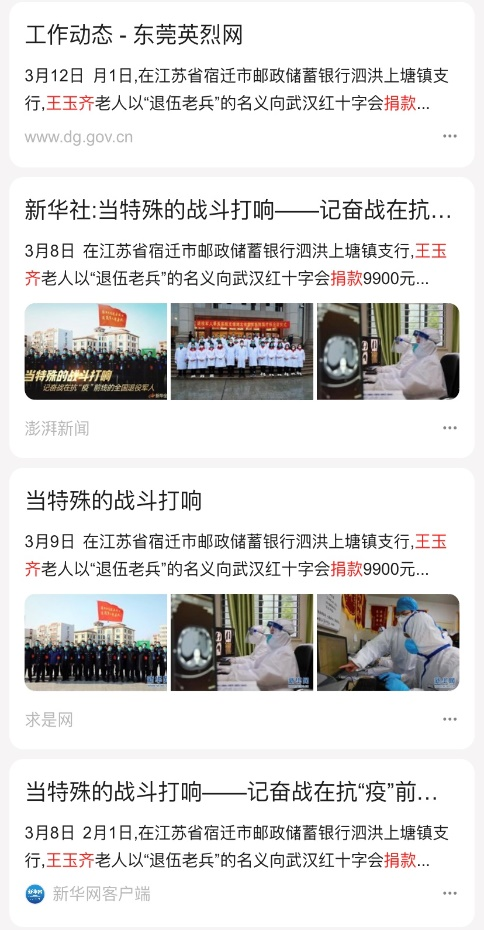 工作动态 - 东莞英烈网
3月12日 月1日,在江苏省宿迁市邮政储蓄银行泗洪上塘镇支
行,王玉齐老人以“退伍老兵”的名义向武汉红十字会捐款...
www.dg.gov.cn
新华社:当特殊的战斗打响——记奋战在抗...
3月8日 在江苏省宿迁市邮政储蓄银行泗洪上塘镇支行,王玉
齐老人以“退伍老兵”的名义向武汉红十字会捐款9900元...
当特殊的战斗打响
记奋战在抗“疫”前线的全国退役军人
澎湃新闻
当特殊的战斗打响
3月9日 在江苏省宿迁市邮政储蓄银行泗洪上塘镇支行,王玉
齐老人以“退伍老兵”的名义向武汉红十字会捐款9900元...
求是网
当特殊的战斗打响——记奋战在抗“疫”前...
3月8日 2月1日,在江苏省宿迁市邮政储蓄银行泗洪上塘镇支
行,王玉齐老人以“退伍老兵”的名义向武汉红十字会捐款...
新华网客户端